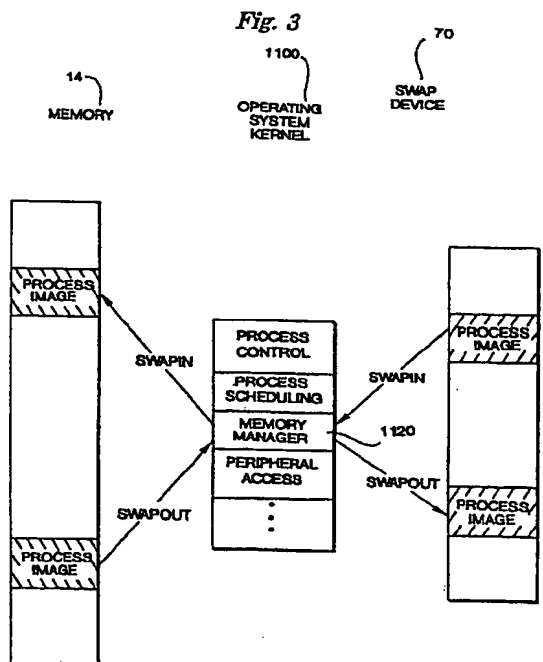 Fig. 3
14
MEMORY
1100
OPERATING
SYSTEM
KERNEL
70
SWAP
DEVICE
PROCESS
IMAGE
SWAPIN
PROCESS
CONTROL
PROCESS
SCHEDULING
MEMORY
MANAGER
1120
PERIPHERAL
ACCESS
SWAPOUT
PROCESS
IMAGE
PROCESS
IMAGE
SWAPIN
SWAPOUT
PROCESS
IMAGE